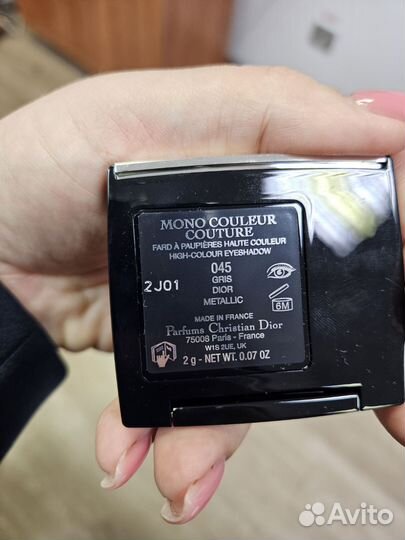 MONO COULEUR
COUTURE
FARD À PAUPIÈRES HAUTE COULEUR
HIGH-COLOUR EYESHADOW
045
GRIS
DIOR
METALLIC
2J01
6M
MADE IN FRANCE
Parfums Christian Dior
75008 Paris - France
W1S 2UE, UK
2 g - NET WT. 0.07 OZ
Avito